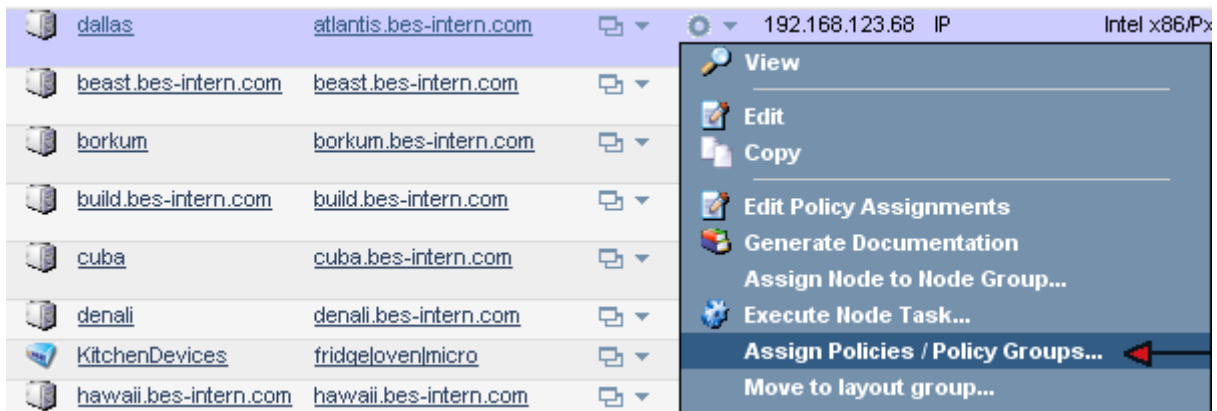 dallas atlantis.bes-intern.com 192.168.123.68 IP Intel x86/Px
View
beast.bes-intern.com beast.bes-intern.com
Edit
borkum borkum.bes-intern.com
Copy
build.bes-intern.com build.bes-intern.com
Edit Policy Assignments
Generate Documentation
cuba cuba.bes-intern.com
Assign Node to Node Group...
denali denali.bes-intern.com
Execute Node Task...
KitchenDevices fridge|oven|micro
Assign Policies / Policy Groups...
hawaii.bes-intern.com hawaii.bes-intern.com
Move to layout group...